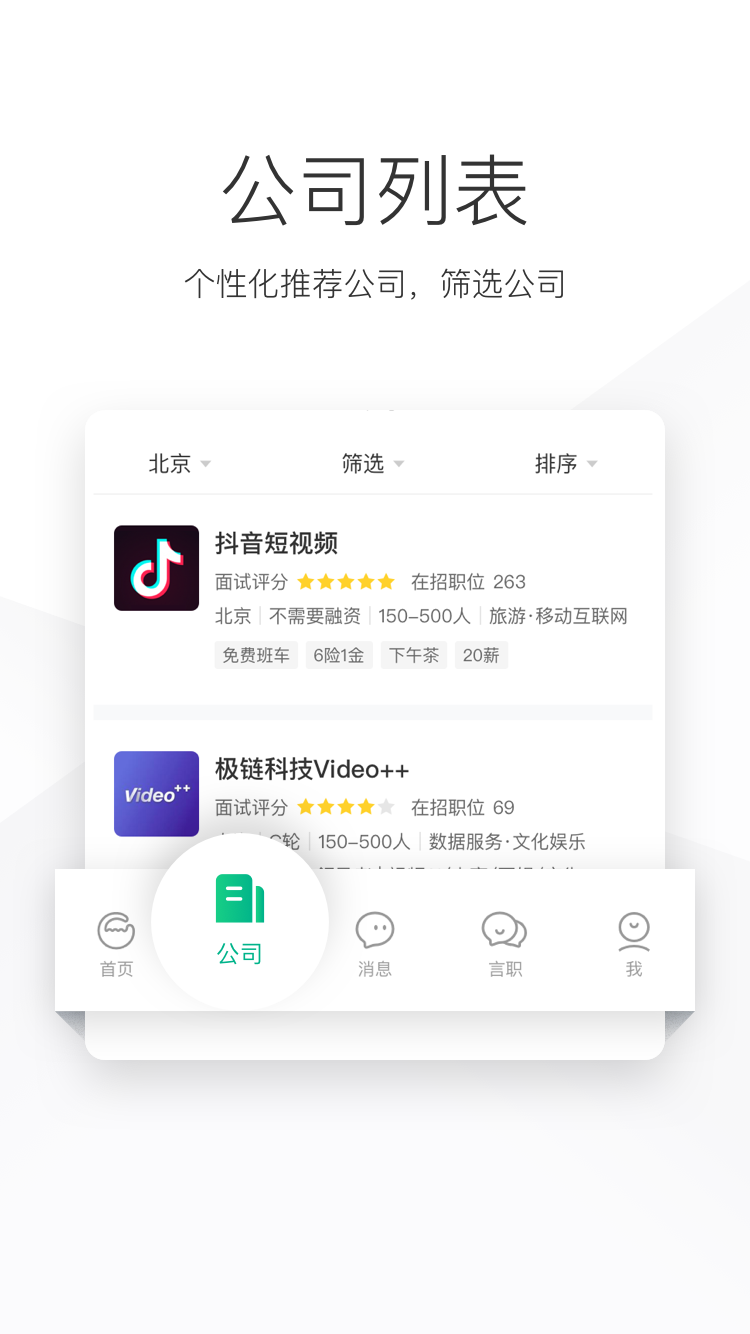 公司列表
个性化推荐公司，筛选公司
北京 筛选 排序
抖音短视频
面试评分 在招职位 263
北京 | 不需要融资 | 150-500人 | 旅游·移动互联网
免费班车 6险1金 下午茶 20薪
极链科技Video++
Video++
面试评分 在招职位 69
轮 | 150-500人 | 数据服务·文化娱乐
首页 公司 消息 言职 我